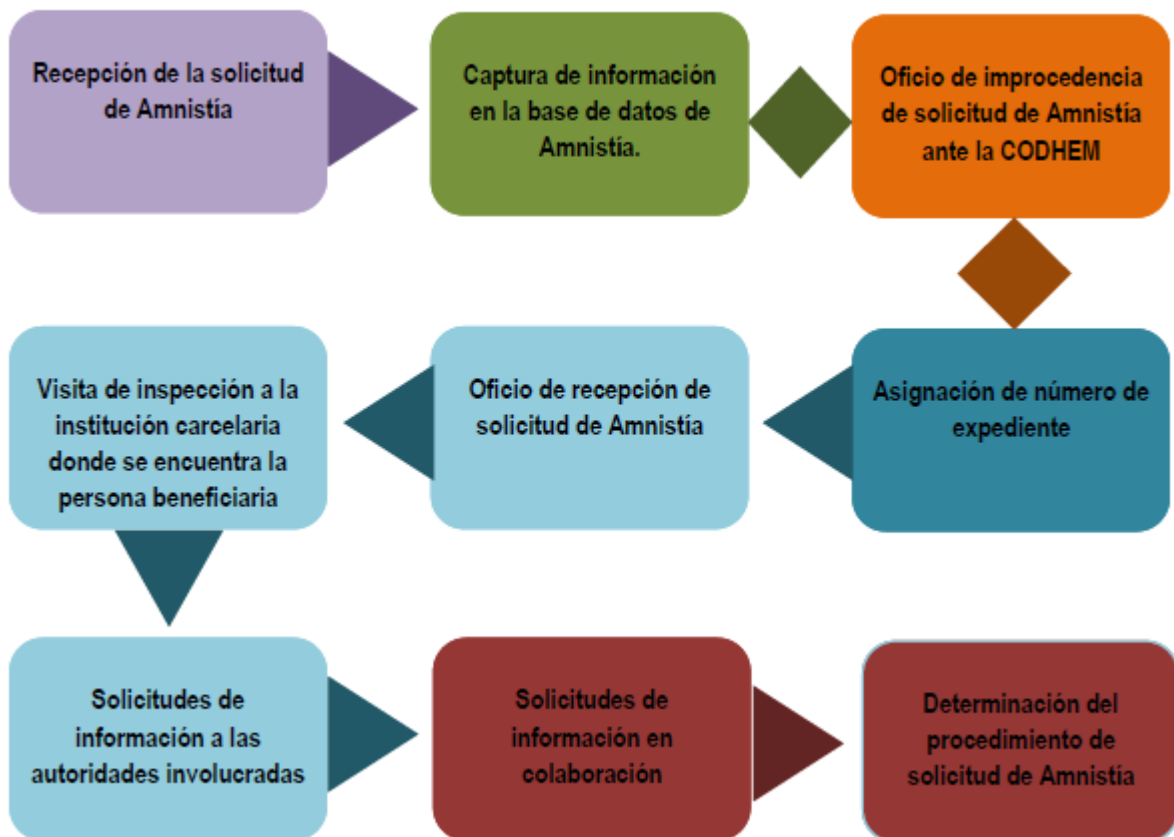 Recepción de la solicitud
de Amnistía
Captura de información
en la base de datos de
Amnistía.
Oficio de improcedencia
de solicitud de Amnistía
ante la CODHEM
Asignación de número de
expediente
Oficio de recepción de
solicitud de Amnistía
Visita de inspección a la
institución carcelaria
donde se encuentra la
persona beneficiaria
Solicitudes de
información a las
autoridades involucradas
Solicitudes de
información en
colaboración
Determinación del
procedimiento de
solicitud de Amnistía